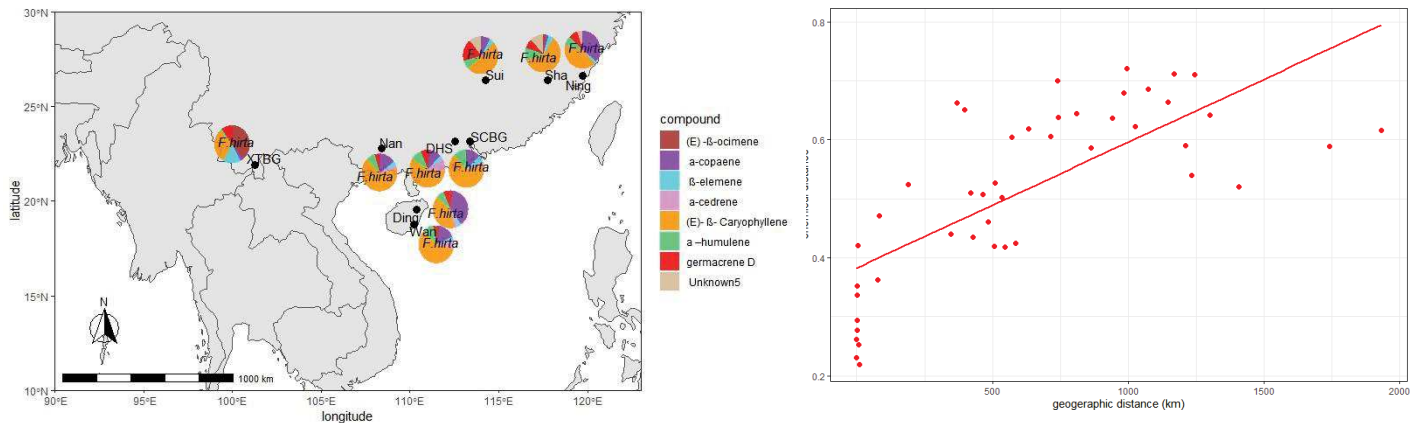 30°N
25°N
20°N
15°N
10°N
latitude
90°E
95°E
100°E
105°E
110°E
115°E
120°E
longitude
F.hirta
Sui
F.hirta
Sha
F.hirta
Ning
F.hirta
XTBG
Nan
F.hirta
DHS
F.hirta
SCBG
F.hirta
Ding
F.hirta
Wan
F.hirta
N
1000 km
compound
(E) -ß-ocimene
a-copaene
ß-elemene
a-cedrene
(E)- ß- Caryophyllene
a –humulene
germacrene D
Unknown5
0.8
0.6
0.4
0.2
500
1000
1500
2000
geogeraphic distance (km)